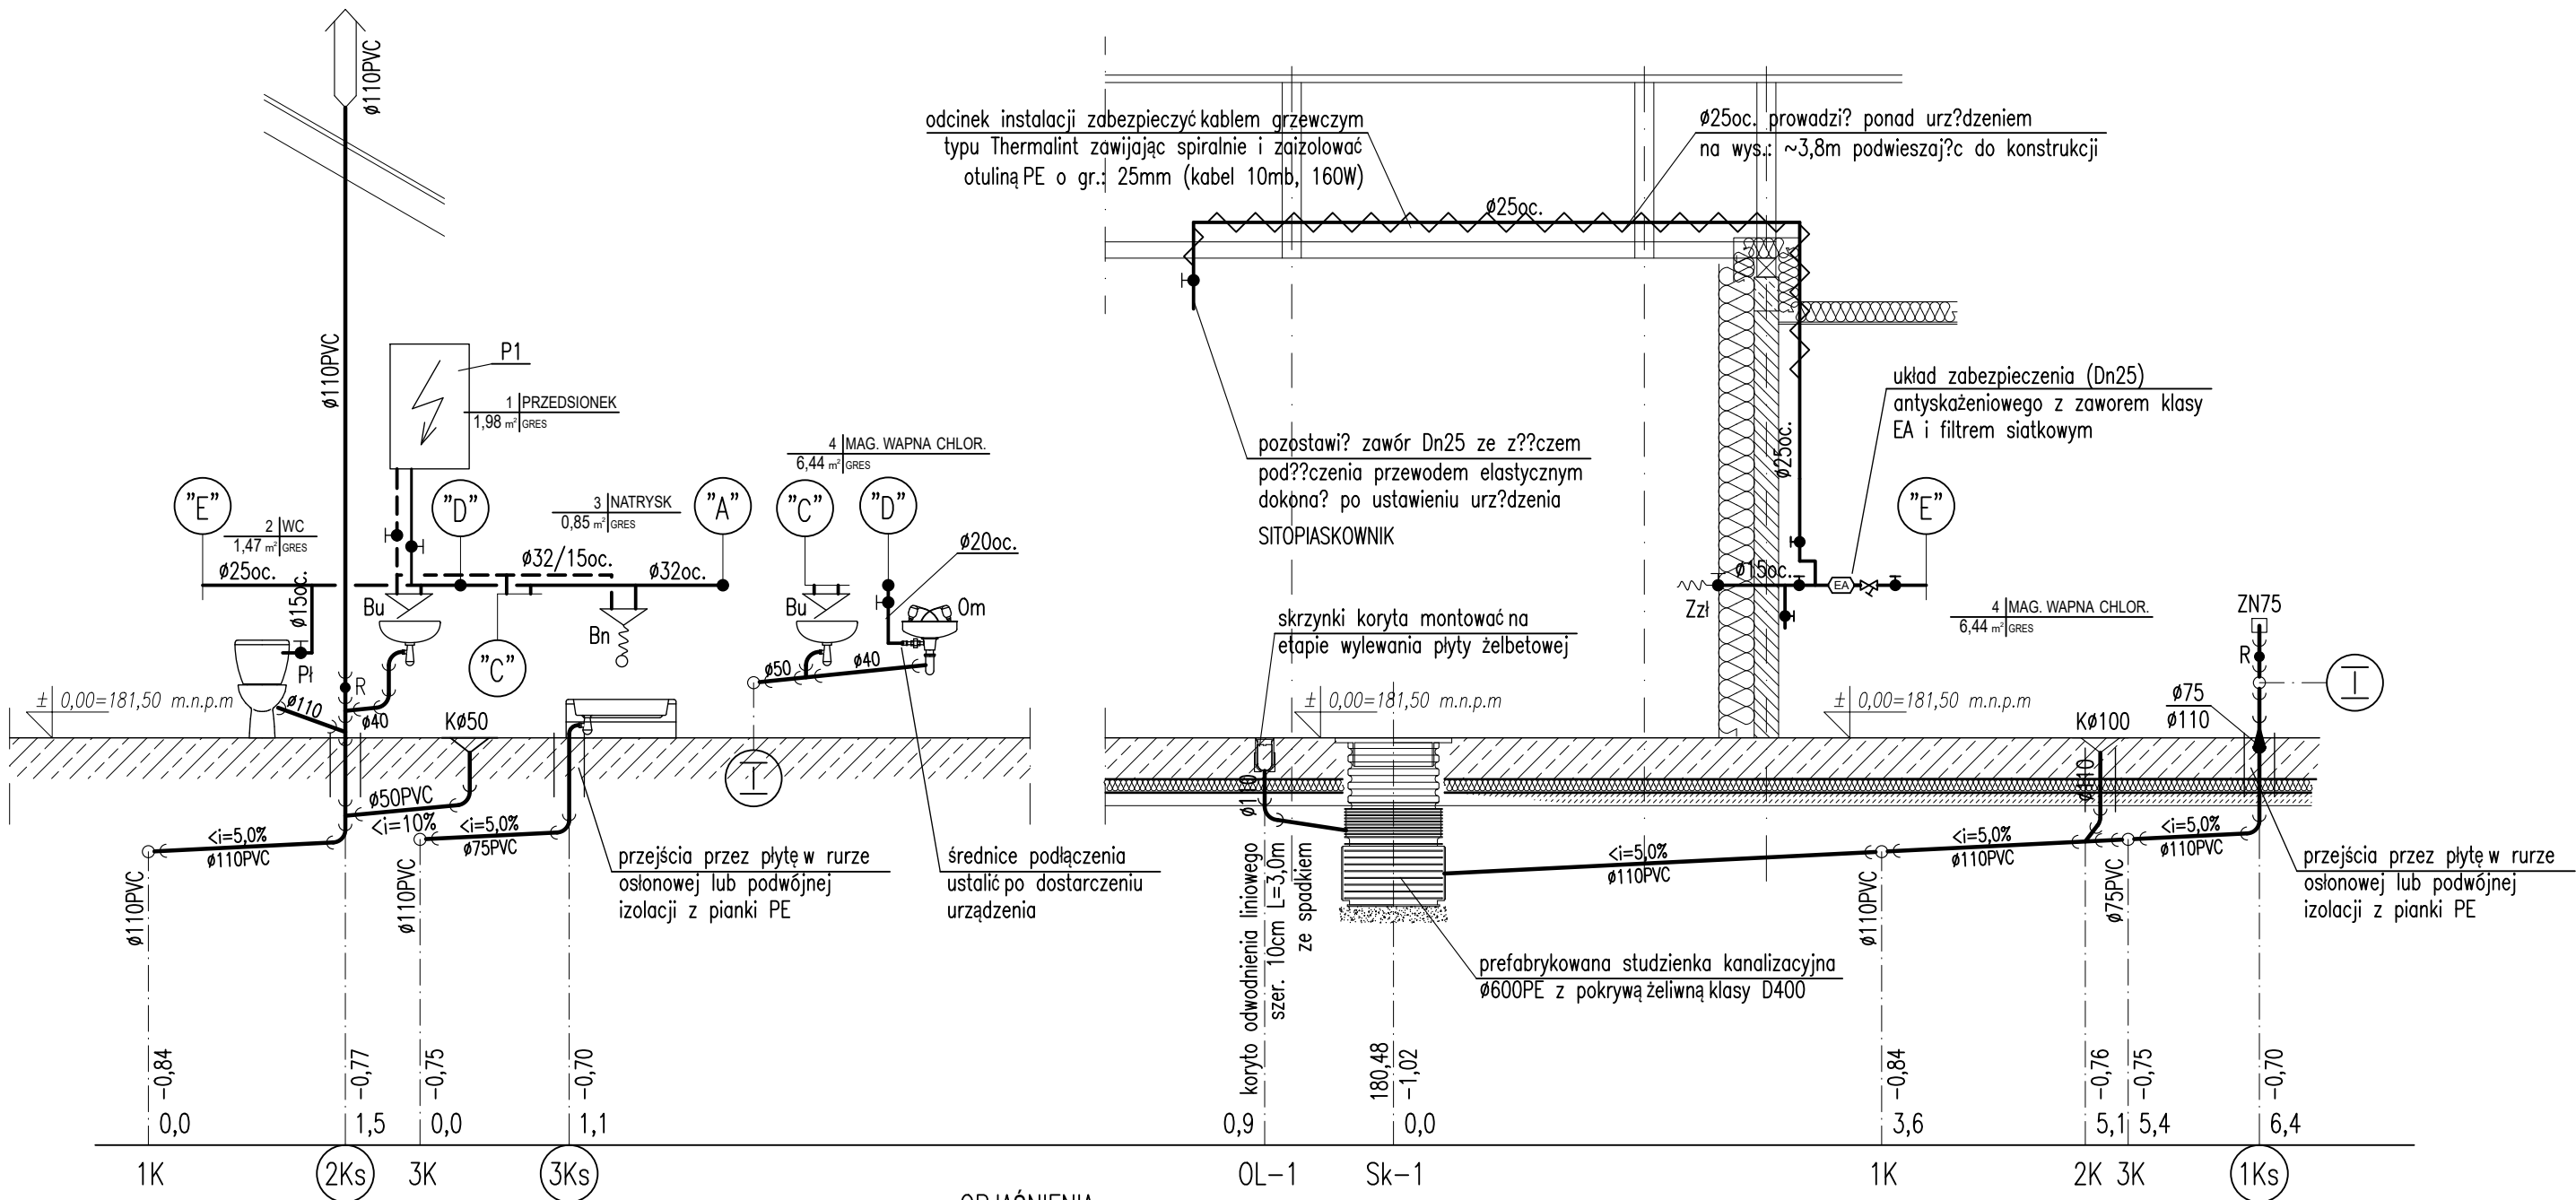 ø110PVC
ø110PVC
odcinek instalacji zabezpieczyć kablem grzewczym
typu Thermalint zawijając spiralnie i zaizolować
otuliną PE o gr.: 25mm (kabel 10mb, 160W)
ø25oc. prowadzi? ponad urz?dzeniem
na wys.: ~3,8m podwieszaj?c do konstrukcji
ø25oc.
P1
1 PRZEDSIONEK
1,98 m² GRES
"E"
2 WC
1,47 m² GRES
"D"
3 NATRYSK
0,85 m² GRES
"A"
4 MAG. WAPNA CHLOR.
6,44 m² GRES
"C"
"D"
ø20oc.
ø25oc.
ø15oc.
ø32/15oc.
ø32oc.
Bu
Bn
"C"
Bu
Om
Pł
R
ø110
ø40
ø50
ø40
± 0,00=181,50 m.n.p.m
Kø50
ø50PVC
<i=10%
<i=5,0%
ø110PVC
<i=5,0%
ø75PVC
ø110PVC
ø110PVC
I
przejścia przez płytę w rurze
osłonowej lub podwójnej
izolacji z pianki PE
średnice podłączenia
ustalić po dostarczeniu
urządzenia
pozostawi? zawór Dn25 ze z??czem
pod??czenia przewodem elastycznym
dokona? po ustawieniu urz?dzenia
SITOPIASKOWNIK
układ zabezpieczenia (Dn25)
antyskażeniowego z zaworem klasy
EA i filtrem siatkowym
ø25oc.
"E"
ø15oc.
EA
Zzł
4 MAG. WAPNA CHLOR.
6,44 m² GRES
skrzynki koryta montować na
etapie wylewania płyty żelbetowej
± 0,00=181,50 m.n.p.m
± 0,00=181,50 m.n.p.m
ZN75
R
I
ø75
ø110
Kø100
ø110
ø110
<i=5,0%
ø110PVC
<i=5,0%
ø110PVC
<i=5,0%
ø110PVC
ø110PVC
ø75PVC
przejścia przez płytę w rurze
osłonowej lub podwójnej
izolacji z pianki PE
koryto odwodnienia liniowego
szer. 10cm L=3,0m
ze spadkiem
prefabrykowana studzienka kanalizacyjna
ø600PE z pokrywą żeliwną klasy D400
-0,84
-0,77
-0,75
-0,70
180,48
-1,02
-0,84
-0,76
-0,75
-0,70
0,0
1,5
0,0
1,1
0,9
0,0
3,6
5,1
5,4
6,4
1K
2Ks
3K
3Ks
OL-1
Sk-1
1K
2K
3K
1Ks
OBJAŚNIENIA